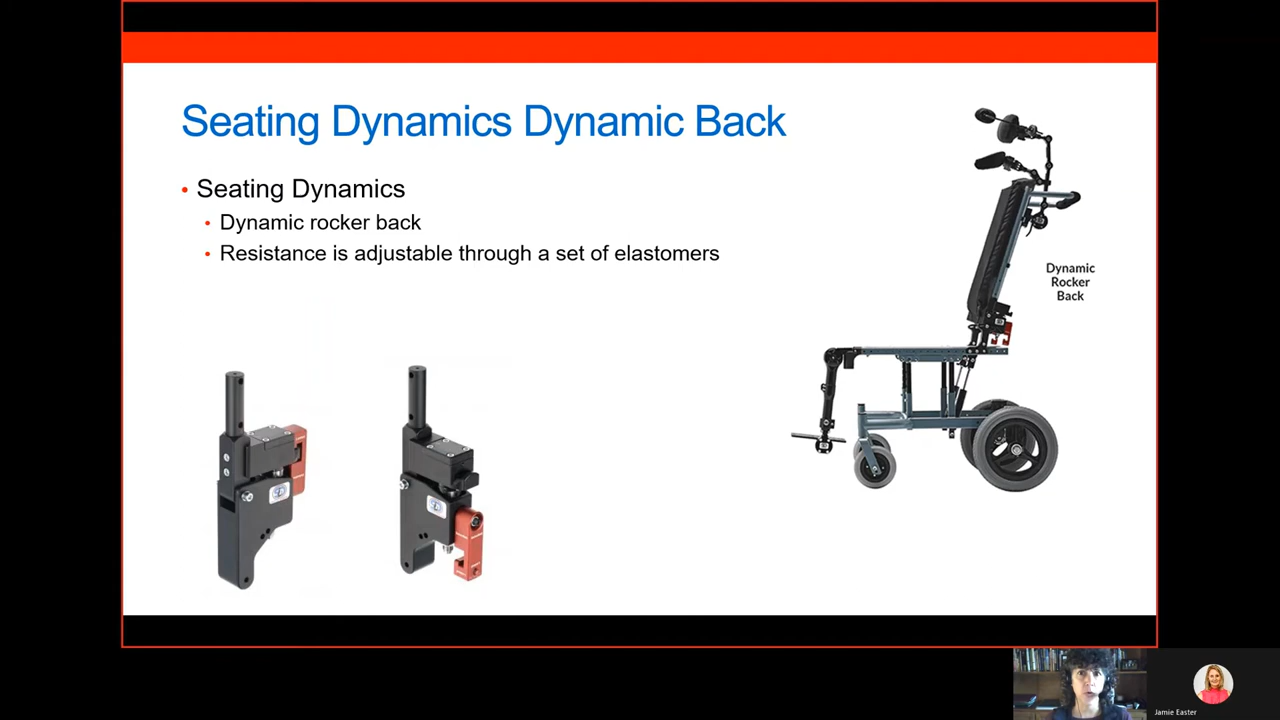 Seating Dynamics Dynamic Back
• Seating Dynamics
• Dynamic rocker back
• Resistance is adjustable through a set of elastomers
Dynamic
Rocker
Back
Jamie Easter